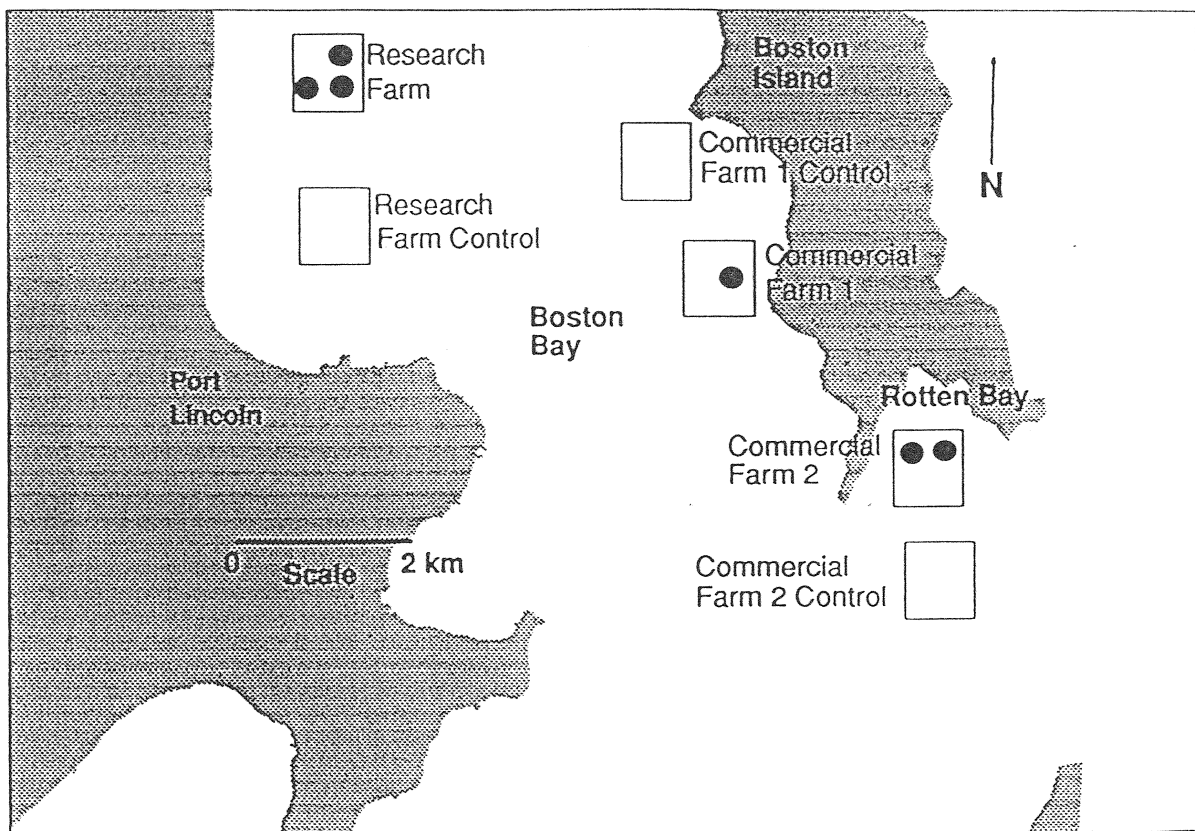 Research
Farm
Boston
Island
Commercial
Farm 1 Control
N
Research
Farm Control
Commercial
Farm 1
Boston
Bay
Port
Lincoln
Rotten Bay
Commercial
Farm 2
0 2 km
Scale
Commercial
Farm 2 Control